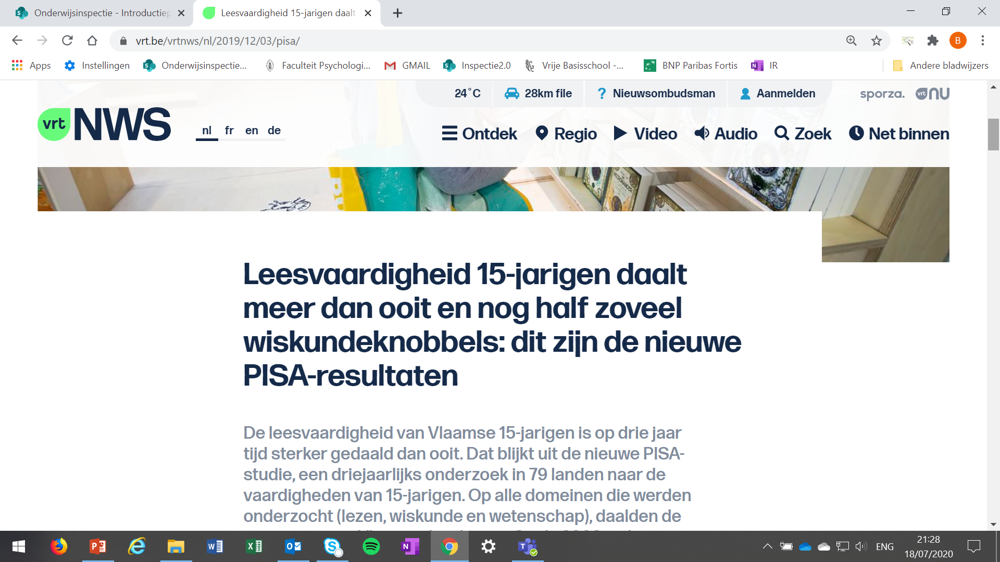 Onderwijsinspectie - Introductiep
Leesvaardigheid 15-jarigen daalt
vrt.be/vrtnws/nl/2019/12/03/pisa/
B
Apps
Instellingen
Onderwijsinspectie...
Faculteit Psychologi...
GMAIL
Inspectie2.0
Vrije Basisschool -...
BNP Paribas Fortis
IR
Andere bladwijzers
24°C
28km file
? Nieuwsombudsman
Aanmelden
sporza.
vrt NU
vrt NWS
nl fr en de
Ontdek
Regio
Video
Audio
Zoek
Net binnen
Leesvaardigheid 15-jarigen daalt
meer dan ooit en nog half zoveel
wiskundeknobbels: dit zijn de nieuwe
PISA-resultaten
De leesvaardigheid van Vlaamse 15-jarigen is op drie jaar
tijd sterker gedaald dan ooit. Dat blijkt uit de nieuwe PISA-
studie, een driejaarlijks onderzoek in 79 landen naar de
vaardigheden van 15-jarigen. Op alle domeinen die werden
onderzocht (lezen, wiskunde en wetenschap), daalden de
ENG
21:28
18/07/2020